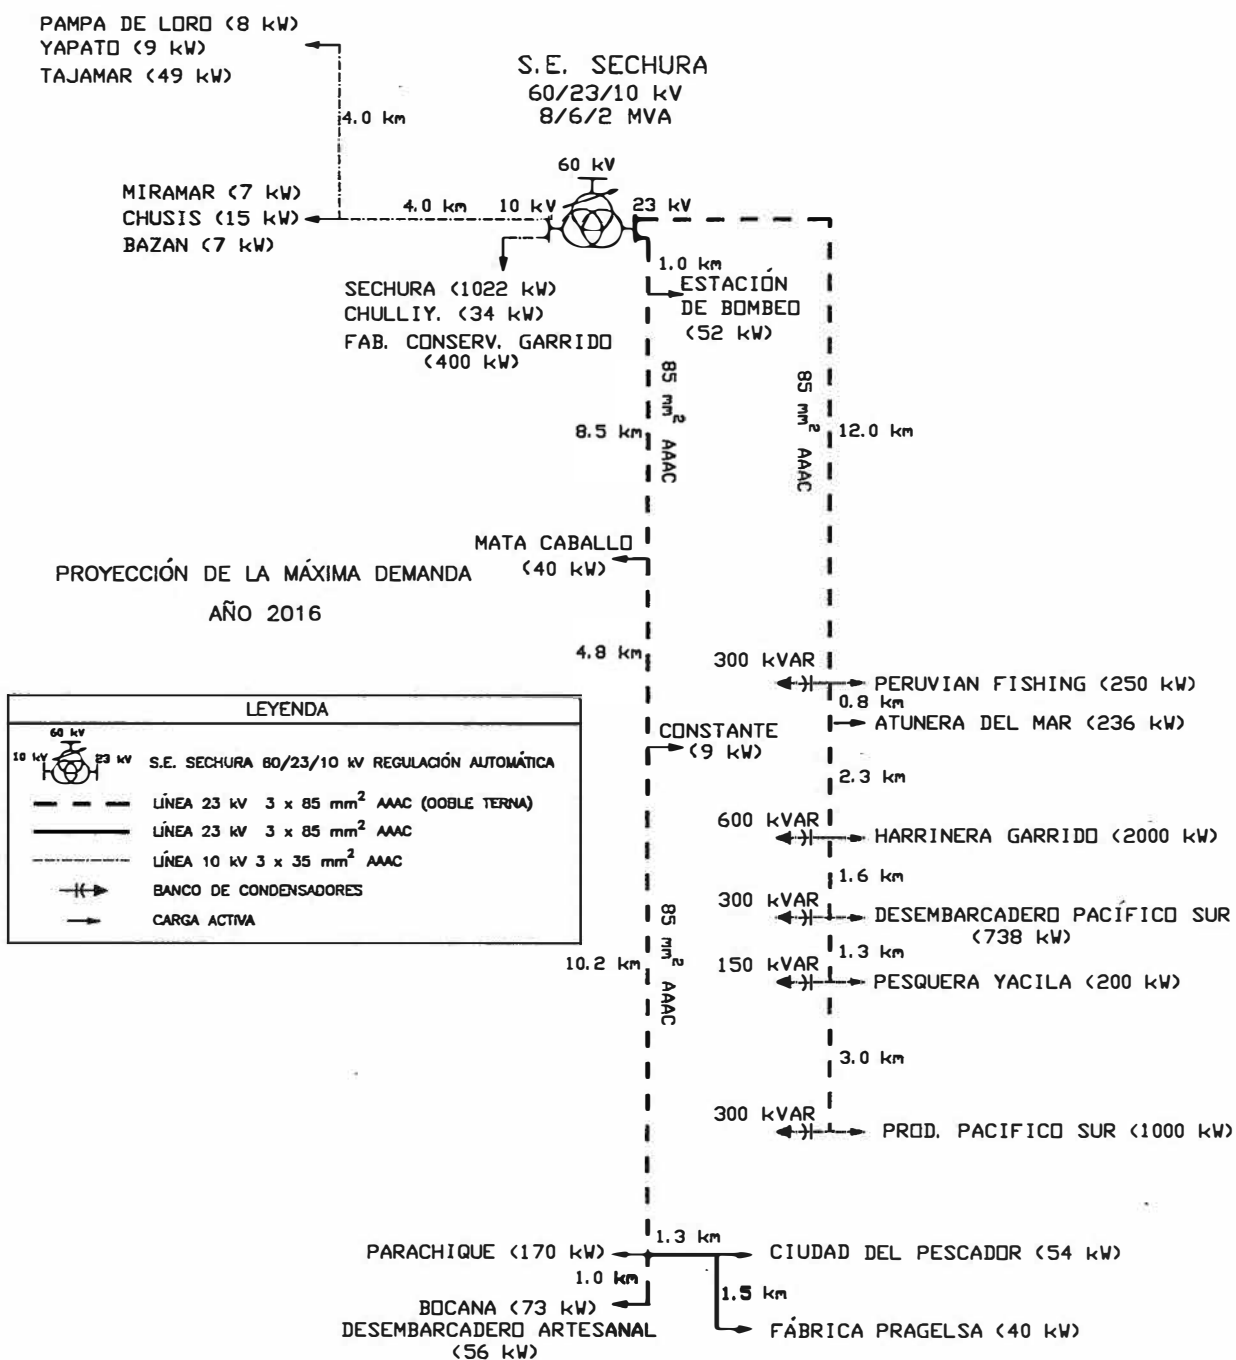 PAMPA DE LORO (8 kW)
YAPATO (9 kW)
TAJAMAR (49 kW)
4.0 km
S.E. SECHURA
60/23/10 kV
8/6/2 MVA
60 kV
MIRAMAR (7 kW)
CHUSIS (15 kW)
BAZAN (7 kW)
4.0 km
10 kV
23 kV
1.0 km
SECHURA (1022 kW)
CHULLIY. (34 kW)
FAB. CONSERV. GARRIDO
(400 kW)
ESTACIÓN
DE BOMBEO
(52 kW)
85 mm² AAAC
85 mm² AAAC
8.5 km
12.0 km
MATA CABALLO
(40 kW)
PROYECCIÓN DE LA MÁXIMA DEMANDA
AÑO 2016
4.8 km
300 kVAR
PERUVIAN FISHING (250 kW)
0.8 km
ATUNERA DEL MAR (236 kW)
CONSTANTE
(9 kW)
2.3 km
600 kVAR
HARRINERA GARRIDO (2000 kW)
1.6 km
300 kVAR
DESEMBARCADERO PACÍFICO SUR
(738 kW)
1.3 km
150 kVAR
PESQUERA YACILA (200 kW)
85 mm² AAAC
10.2 km
3.0 km
300 kVAR
PROD. PACIFICO SUR (1000 kW)
LEYENDA
60 kV
10 kV
23 kV
S.E. SECHURA 60/23/10 kV REGULACIÓN AUTOMÁTICA
LÍNEA 23 kV 3 x 85 mm² AAAC (DOBLE TERNA)
LÍNEA 23 kV 3 x 85 mm² AAAC
LÍNEA 10 kV 3 x 35 mm² AAAC
BANCO DE CONDENSADORES
CARGA ACTIVA
1.3 km
PARACHIQUE (170 kW)
CIUDAD DEL PESCADOR (54 kW)
1.0 km
1.5 km
BOCANA (73 kW)
DESEMBARCADERO ARTESANAL
(56 kW)
FÁBRICA PRAGELSA (40 kW)